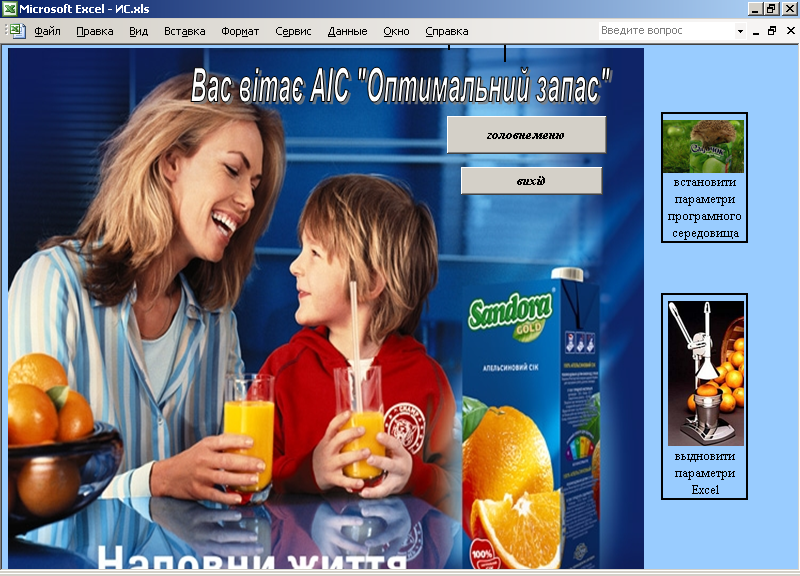 Microsoft Excel - ИС.xls
Файл Правка Вид Вставка Формат Сервис Данные Окно Справка
Введите вопрос
Вас вітає АІС "Оптимальний запас"
головне меню
вихід
встановити
параметри
програмного
середовища
Sandora
GOLD
АПЕЛЬСИНОВИЙ СІК
100%
Наповни життя
выдновити
параметри
Excel